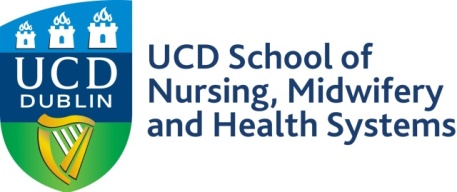 UCD
DUBLIN
UCD School of
Nursing, Midwifery
and Health Systems